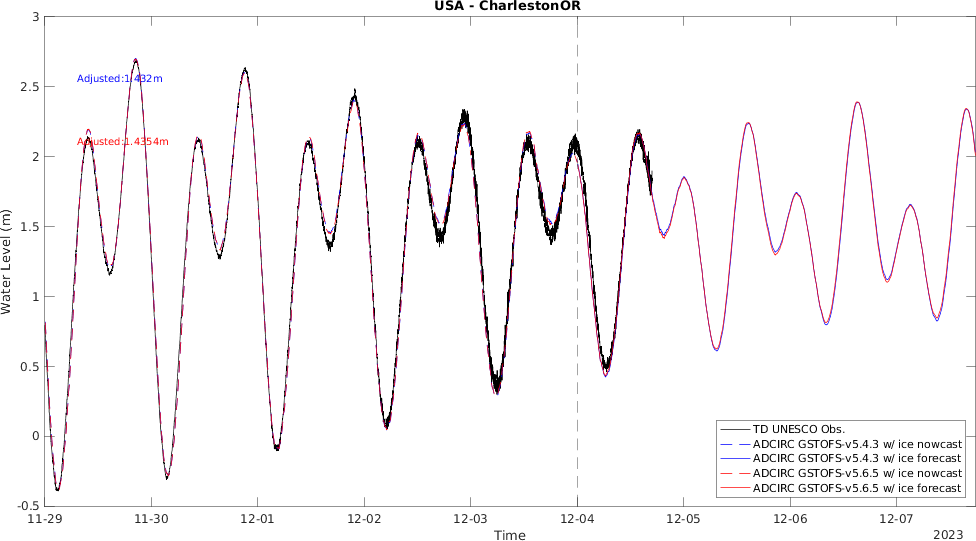 USA - CharlestonOR
3
2.5
2
1.5
1
0.5
0
-0.5
Water Level (m)
Adjusted:1.432m
Adjusted:1.4354m
TD UNESCO Obs.
ADCIRC GSTOFS-v5.4.3 w/ ice nowcast
ADCIRC GSTOFS-v5.4.3 w/ ice forecast
ADCIRC GSTOFS-v5.6.5 w/ ice nowcast
ADCIRC GSTOFS-v5.6.5 w/ ice forecast
11-29 11-30 12-01 12-02 12-03 12-04 12-05 12-06 12-07
Time
2023